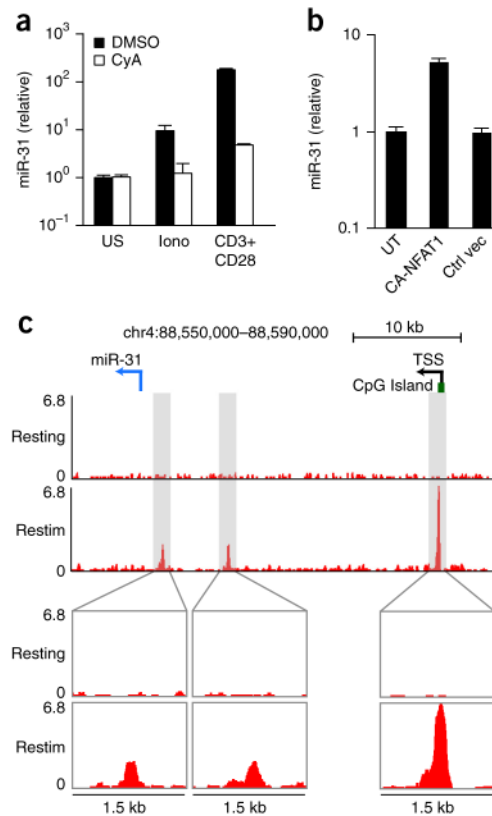 a
miR-31 (relative)
10³
10²
10¹
10⁰
10⁻¹
DMSO
CyA
US
Iono
CD3+
CD28
b
miR-31 (relative)
10
1
0.1
UT
CA-NFAT1
Ctrl vec
c
chr4:88,550,000–88,590,000
10 kb
miR-31
TSS
CpG Island
6.8
Resting
0
6.8
Restim
0
6.8
Resting
0
6.8
Restim
0
1.5 kb
1.5 kb
1.5 kb